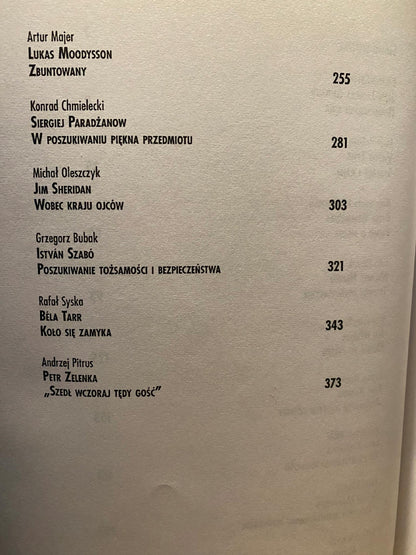 Artur Majer
Lukas Moodysson
Zbuntowany
255
Konrad Chmielecki
Siergiej Paradżanow
W poszukiwaniu piękna przedmiotu
281
Michał Oleszczyk
Jim Sheridan
Wobec kraju ojców
303
Grzegorz Bubak
István Szabó
Poszukiwanie tożsamości i bezpieczeństwa
321
Rafał Syska
Béla Tarr
Koło się zamyka
343
Andrzej Pitrus
Petr Zelenka
„Szedł wczoraj tędy gość”
373